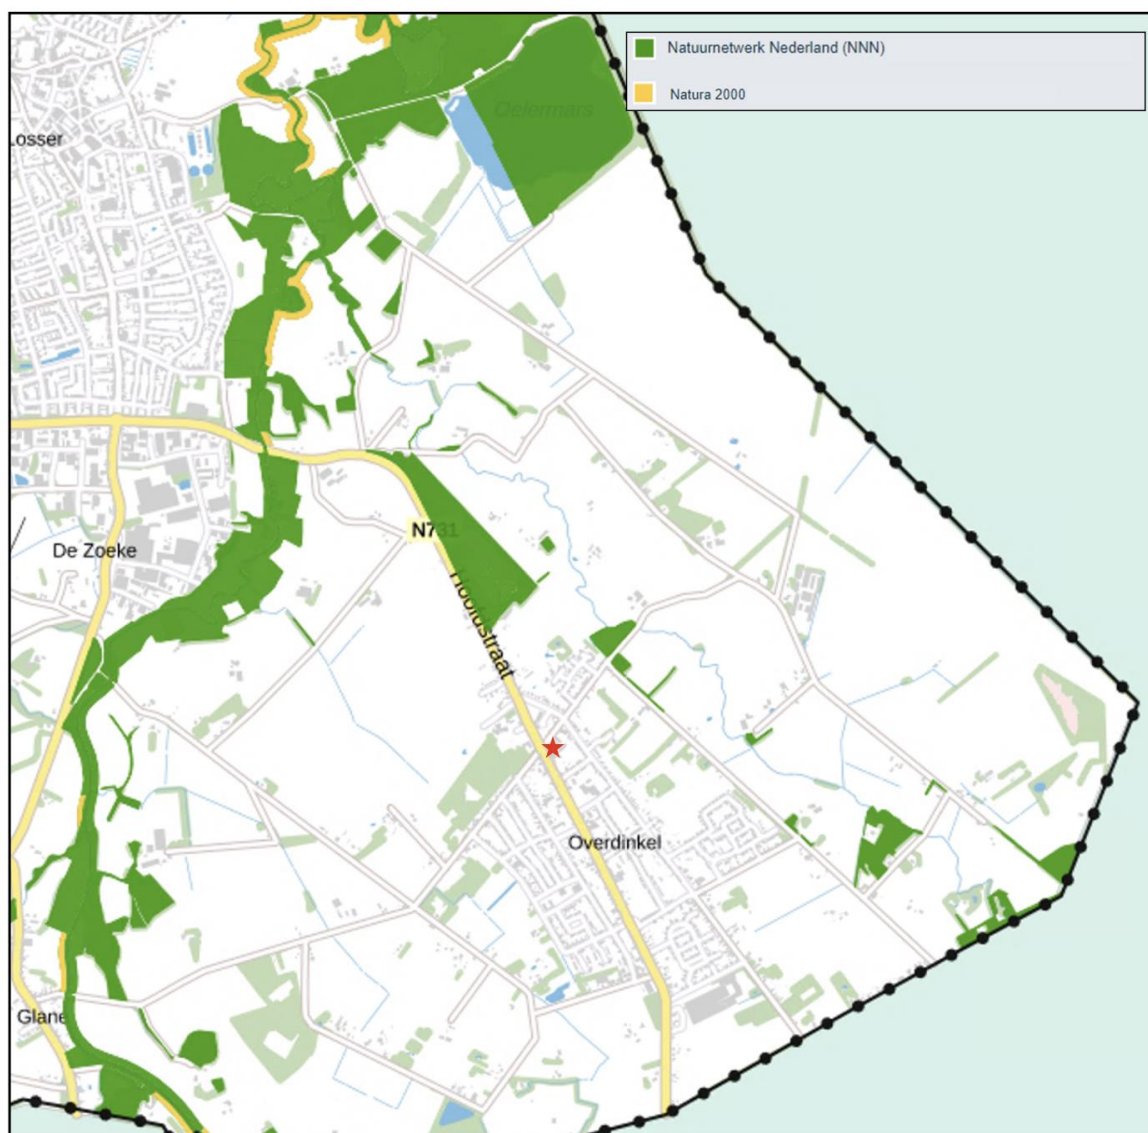 Natuurnetwerk Nederland (NNN)
Natura 2000
Oelermars
Losser
N731
De Zoeke
Hoofdstraat
Overdinkel
Glane